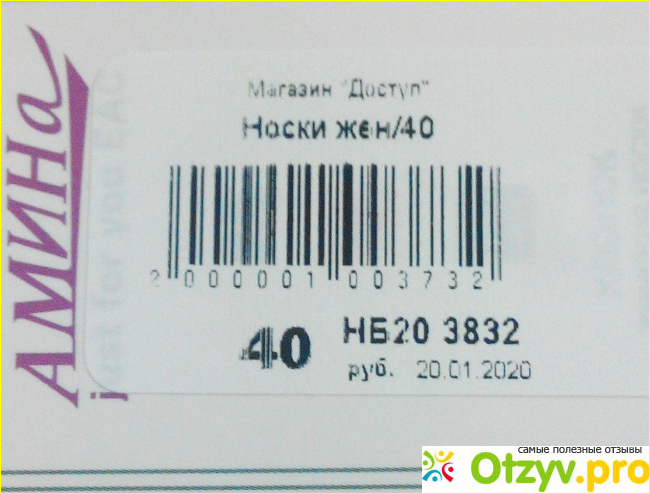 АМИНа
just for you EAC
Магазин "Доступ"
Носки жен/40
2 000001 003732
40
НБ20 3832
руб. 20.01.2020
самые полезные отзывы
Otzyv.pro